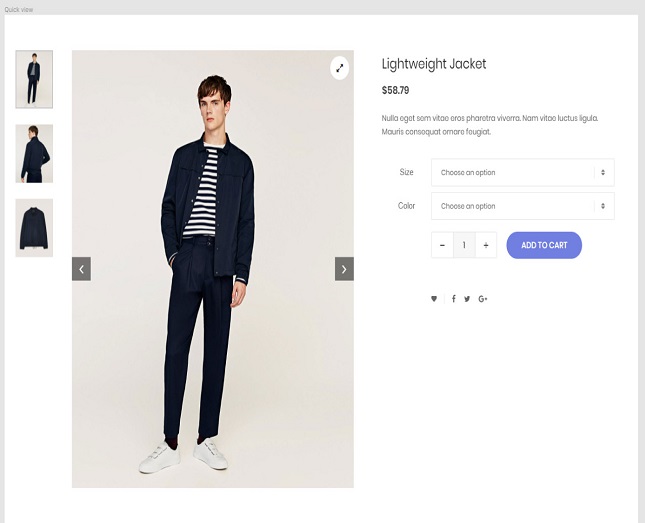 Quick view
Lightweight Jacket
$58.79
Nulla eget sem vitae eros pharetra viverra. Nam vitae luctus ligula.
Mauris consequat ornare feugiat.
Size Choose an option
Color Choose an option
- 1 + ADD TO CART
f G+